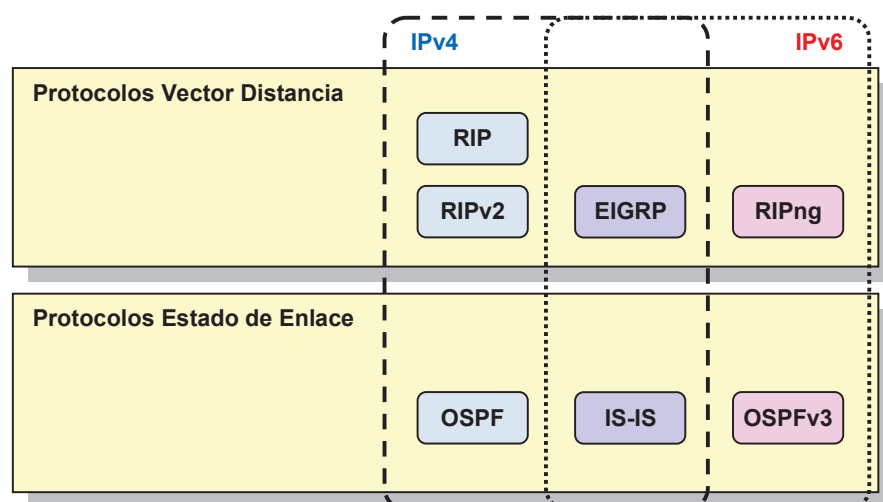 IPv4
IPv6
Protocolos Vector Distancia
RIP
RIPv2
EIGRP
RIPng
Protocolos Estado de Enlace
OSPF
IS-IS
OSPFv3